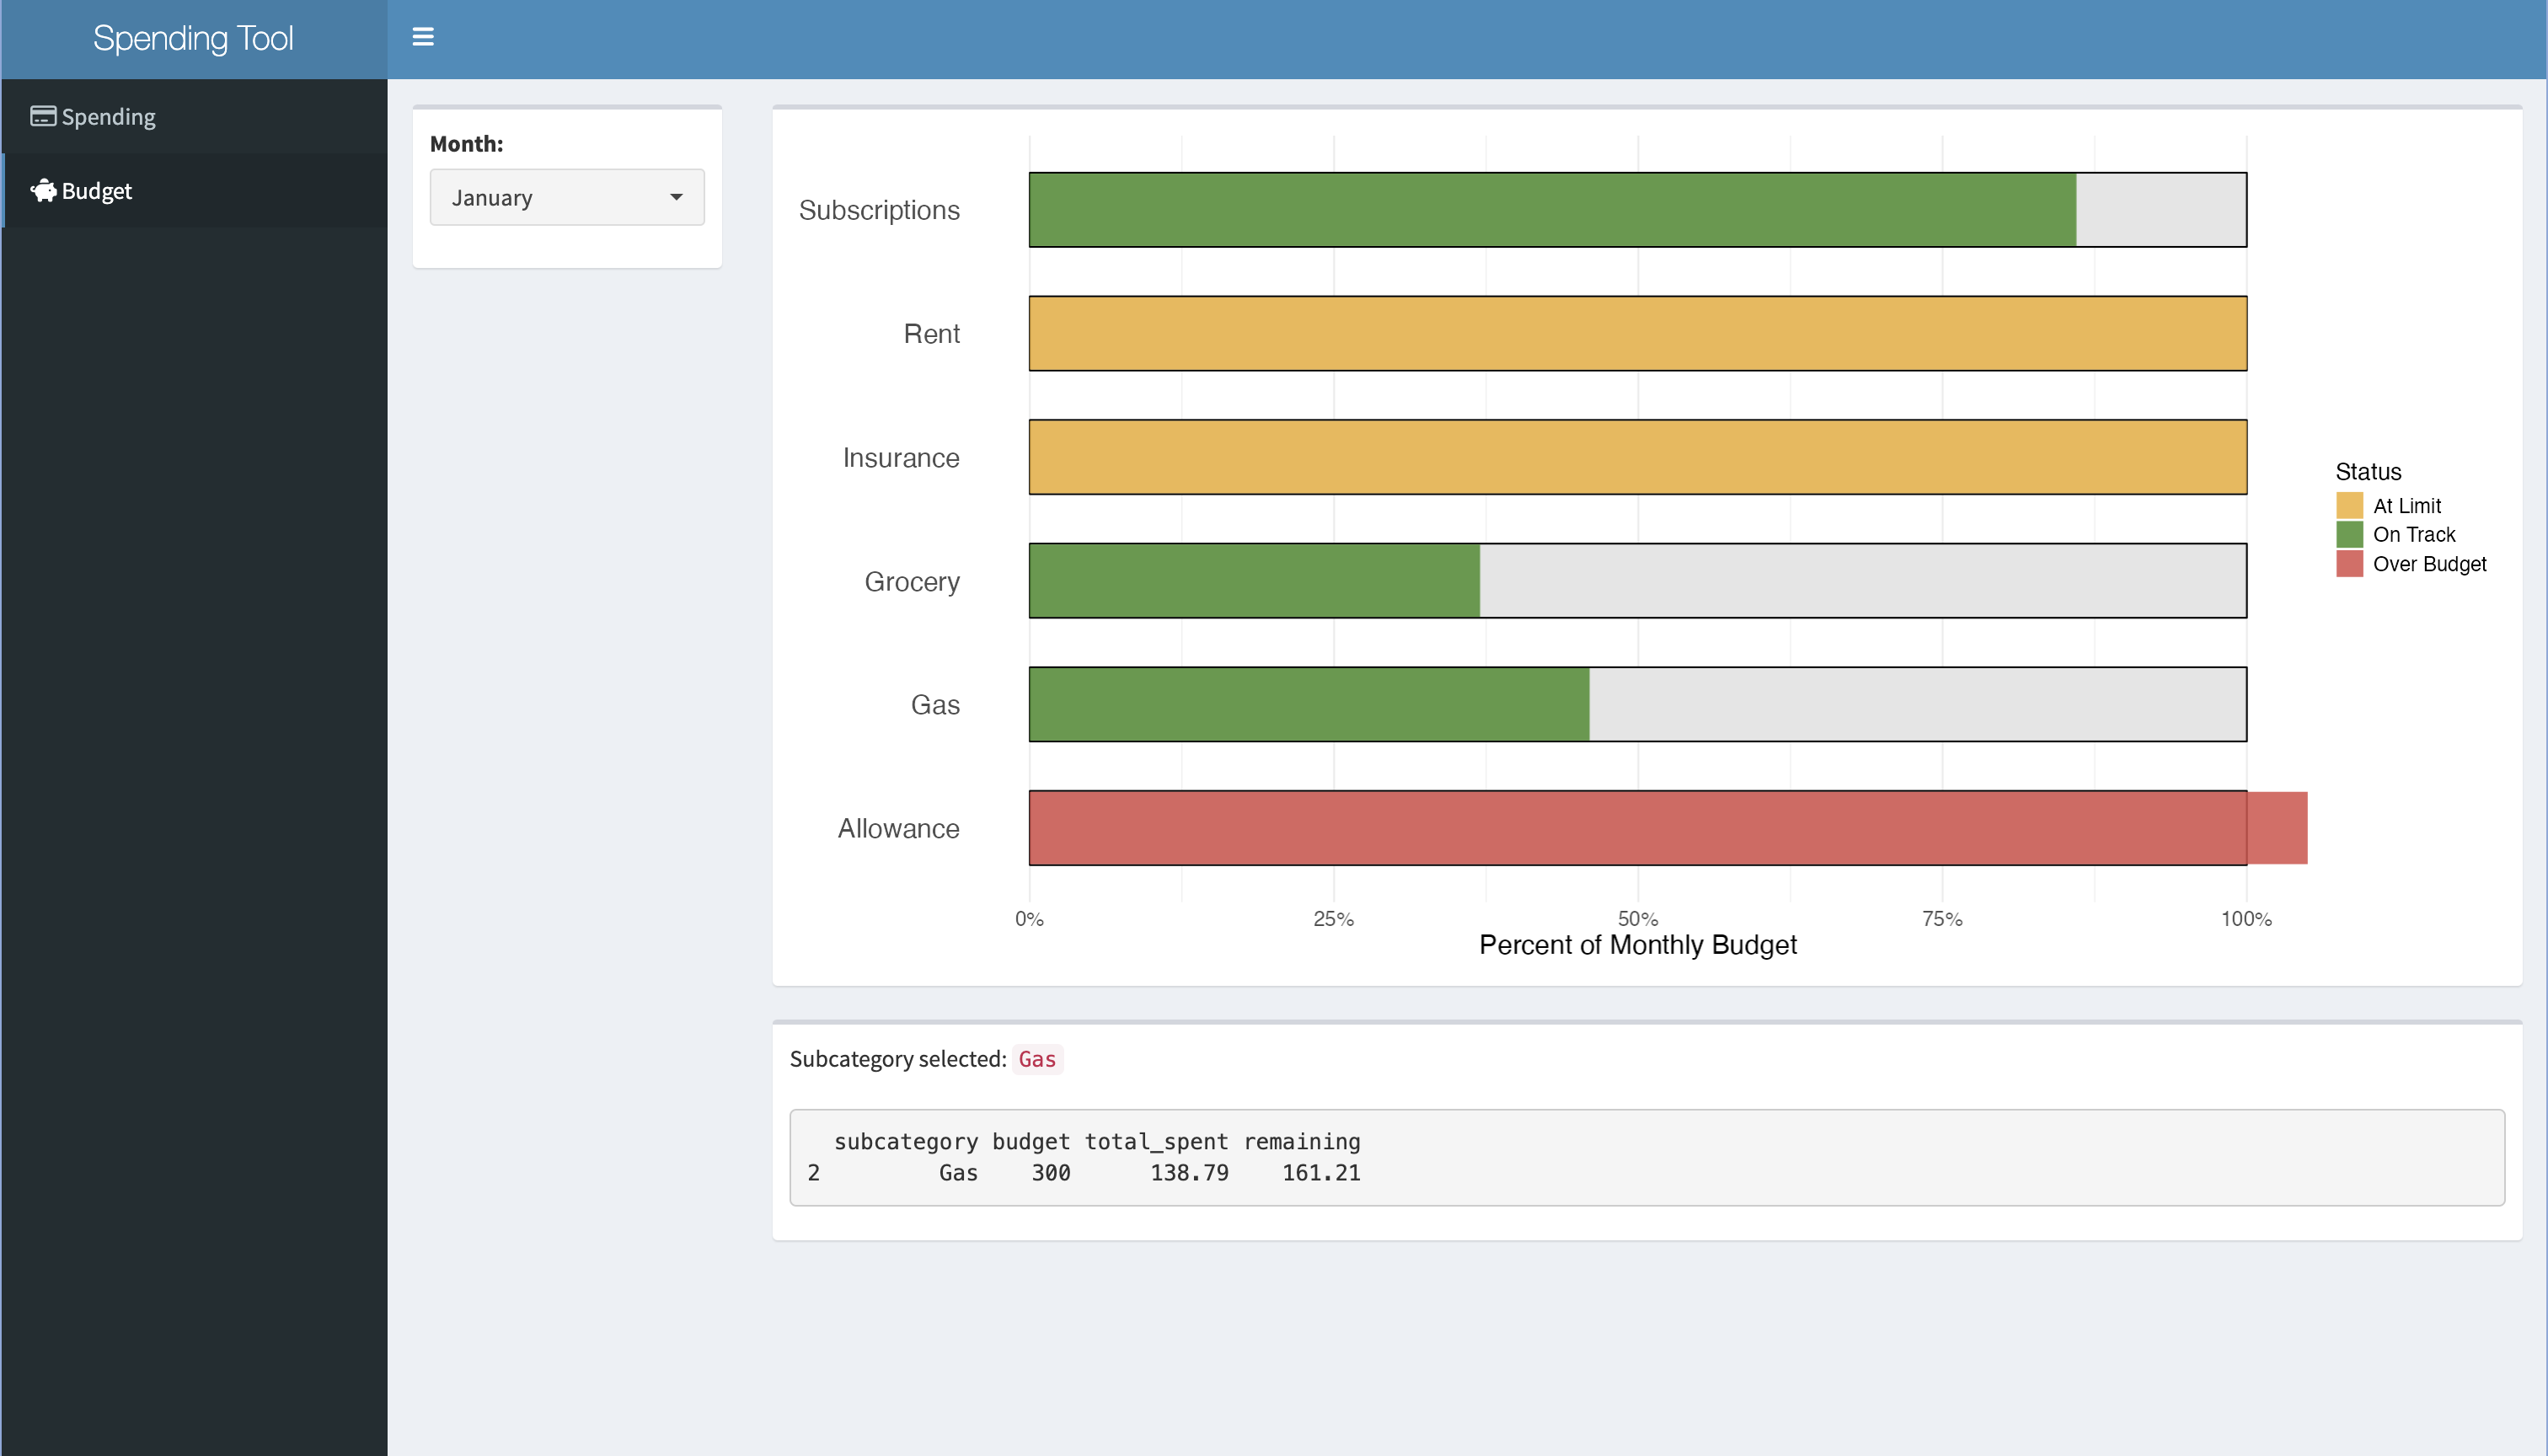 Spending Tool
Spending
Budget
Month:
January
Subscriptions
Rent
Insurance
Grocery
Gas
Allowance
0% 25% 50% 75% 100%
Percent of Monthly Budget
Status
At Limit
On Track
Over Budget
Subcategory selected: Gas
subcategory budget total_spent remaining
2 Gas 300 138.79 161.21